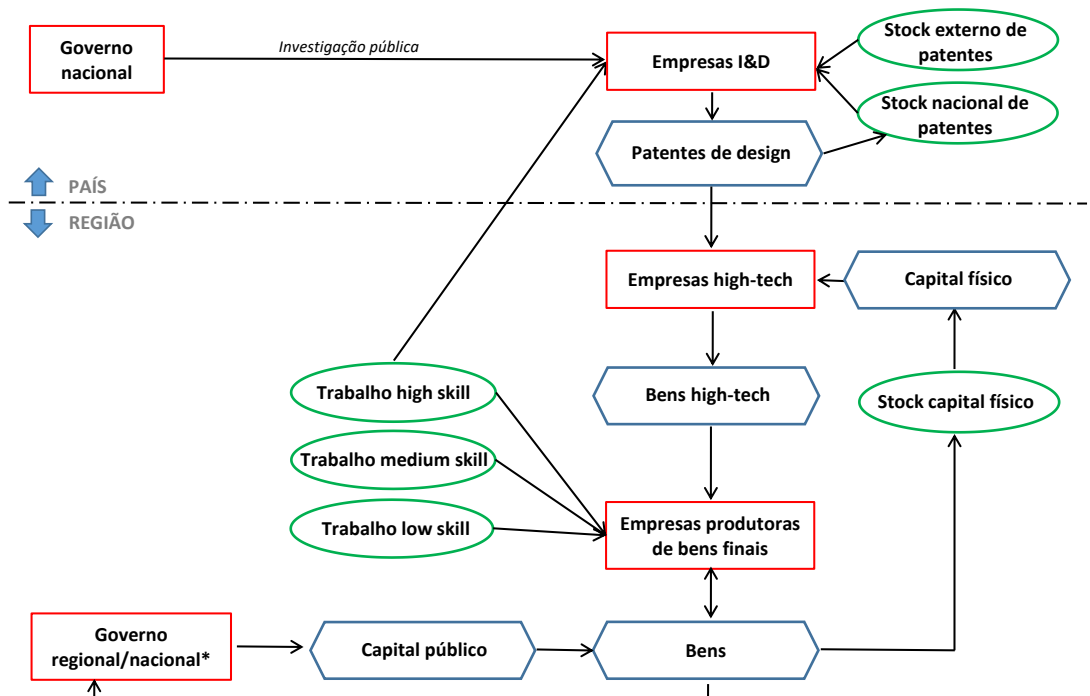 Governo
nacional
Investigação pública
Empresas I&D
Stock externo de
patentes
Stock nacional de
patentes
Patentes de design
PAÍS
REGIÃO
Empresas high-tech
Capital físico
Trabalho high skill
Bens high-tech
Stock capital físico
Trabalho medium skill
Trabalho low skill
Empresas produtoras
de bens finais
Governo
regional/nacional*
Capital público
Bens